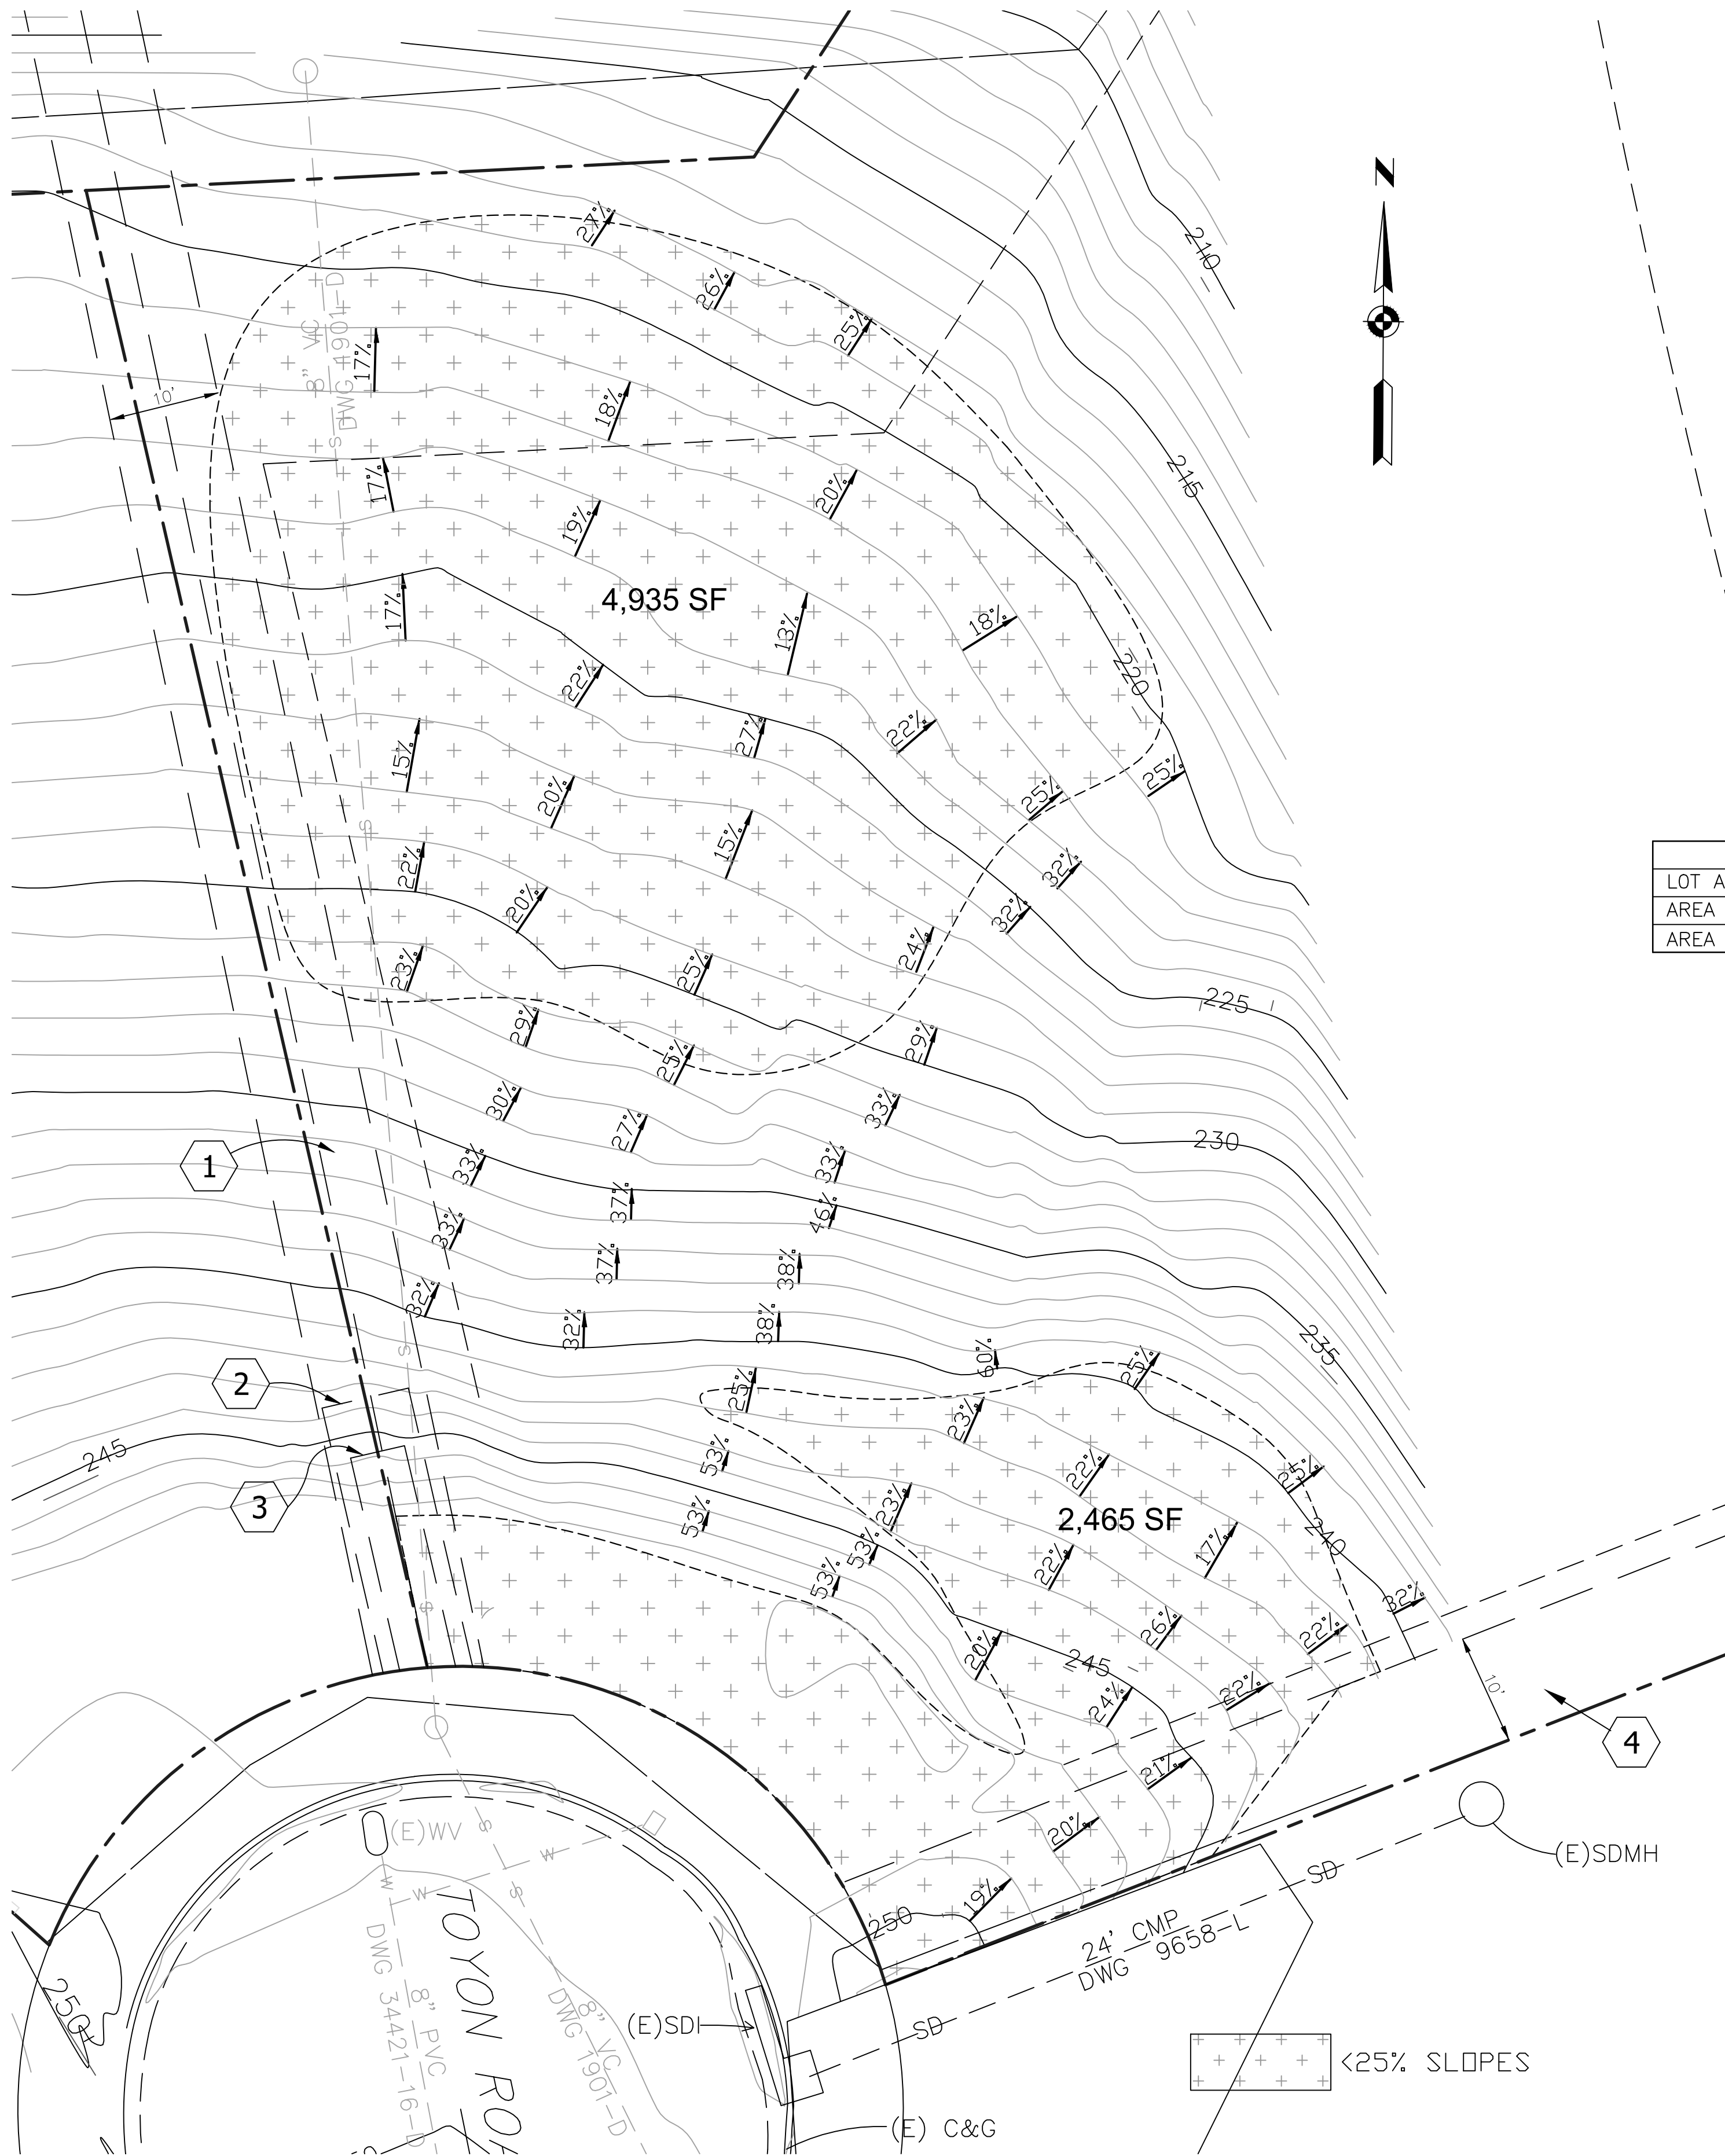 N
27%
26%
25%
210
8" VC
DWG 4901-D
17%
10'
18%
S
17%
19%
20%
215
4,935 SF
17%
22%
13%
18%
220
27%
22%
15%
20%
25%
25%
S
15%
22%
20%
32%
32%
LOT A
AREA
AREA
23%
25%
24%
29%
225
25%
29%
30%
27%
33%
230
1
33%
33%
37%
46%
33%
37%
38%
32%
32%
38%
235
S
60%
25%
2
25%
23%
245
53%
22%
25%
3
53%
23%
2,465 SF
240
53%
22%
17%
53%
32%
S
26%
22%
20%
245
10'
24%
22%
4
21%
(E)WV
S
20%
W
W
W
S
(E)SDMH
SD
19%
250
24' CMP
DWG 9658-L
TOYON ROA
8" PVC
DWG 34421-16-D
8" VC
DWG 1901-D
250
(E)SDI
SD
<25% SLOPES
(E) C&G